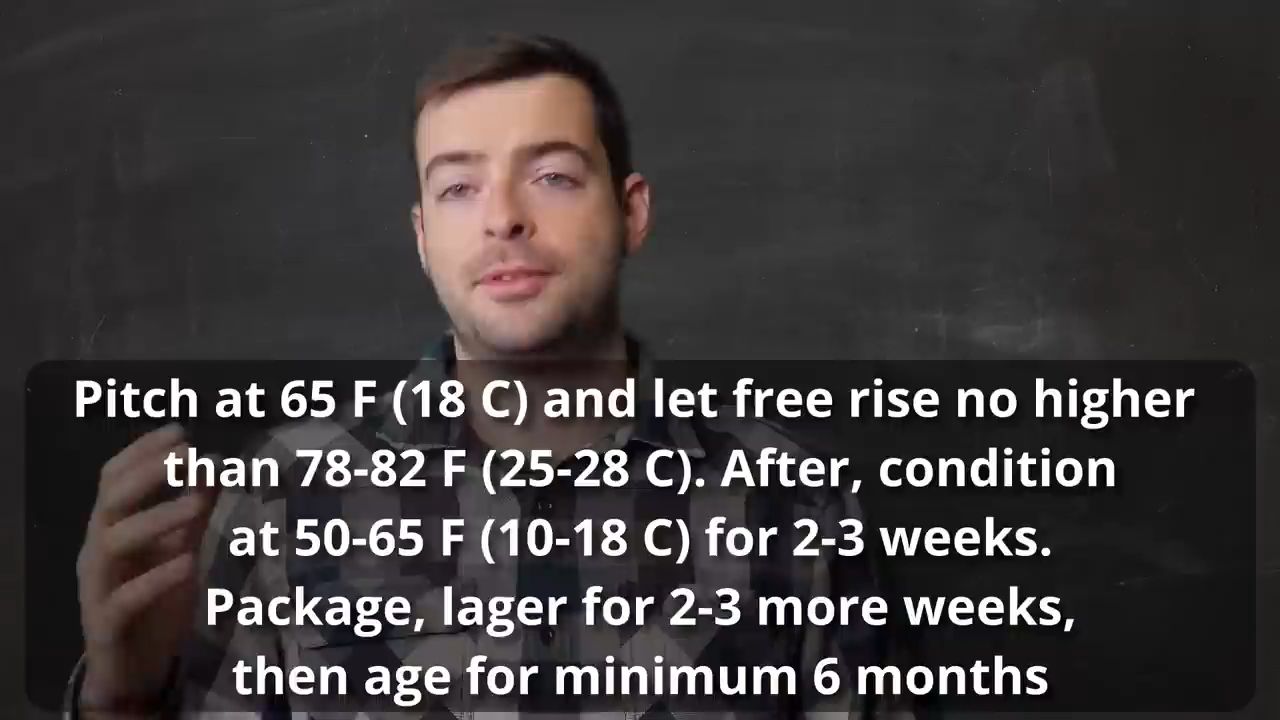 Pitch at 65 F (18 C) and let free rise no higher
than 78-82 F (25-28 C). After, condition
at 50-65 F (10-18 C) for 2-3 weeks.
Package, lager for 2-3 more weeks,
then age for minimum 6 months